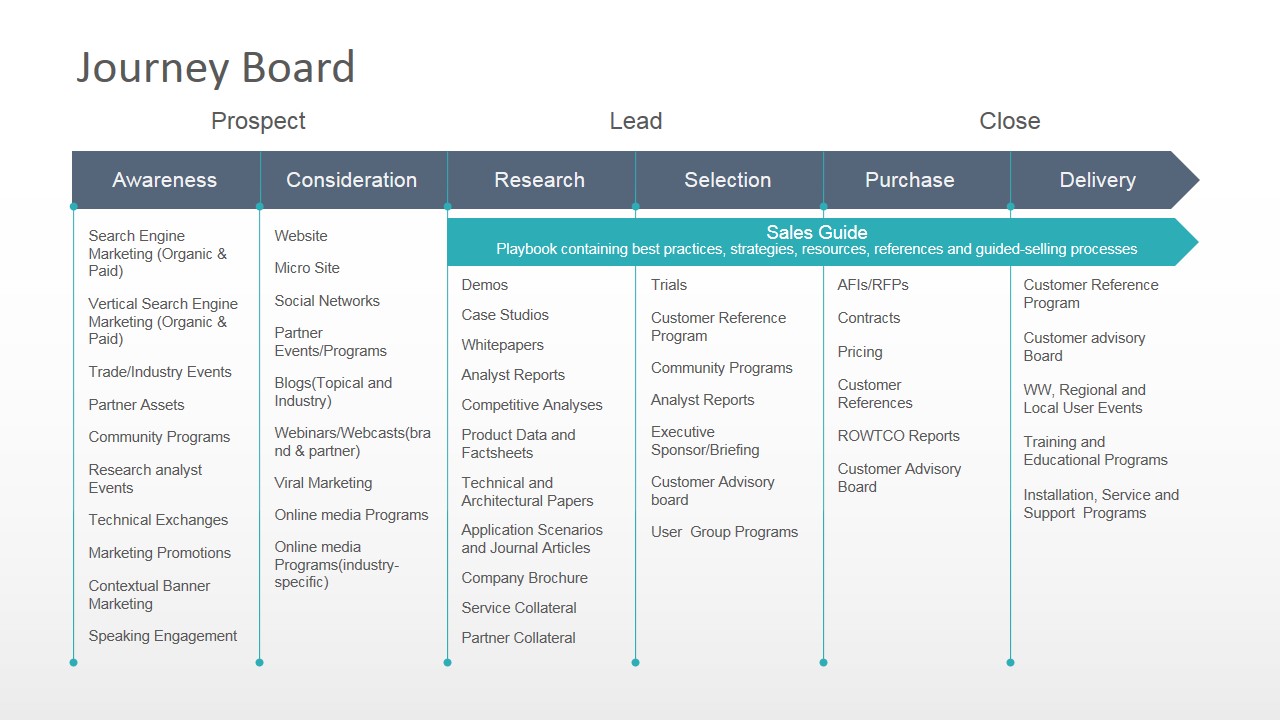 Journey Board
Prospect
Lead
Close
Awareness
Consideration
Research
Selection
Purchase
Delivery
Sales Guide
Playbook containing best practices, strategies, resources, references and guided-selling processes
Search Engine
Marketing (Organic &
Paid)
Vertical Search Engine
Marketing (Organic &
Paid)
Trade/Industry Events
Partner Assets
Community Programs
Research analyst
Events
Technical Exchanges
Marketing Promotions
Contextual Banner
Marketing
Speaking Engagement
Website
Micro Site
Social Networks
Partner
Events/Programs
Blogs(Topical and
Industry)
Webinars/Webcasts(bra
nd & partner)
Viral Marketing
Online media Programs
Online media
Programs(industry-
specific)
Demos
Case Studios
Whitepapers
Analyst Reports
Competitive Analyses
Product Data and
Factsheets
Technical and
Architectural Papers
Application Scenarios
and Journal Articles
Company Brochure
Service Collateral
Partner Collateral
Trials
Customer Reference
Program
Community Programs
Analyst Reports
Executive
Sponsor/Briefing
Customer Advisory
board
User  Group Programs
AFIs/RFPs
Contracts
Pricing
Customer
References
ROWTCO Reports
Customer Advisory
Board
Customer Reference
Program
Customer advisory
Board
WW, Regional and
Local User Events
Training and
Educational Programs
Installation, Service and
Support  Programs